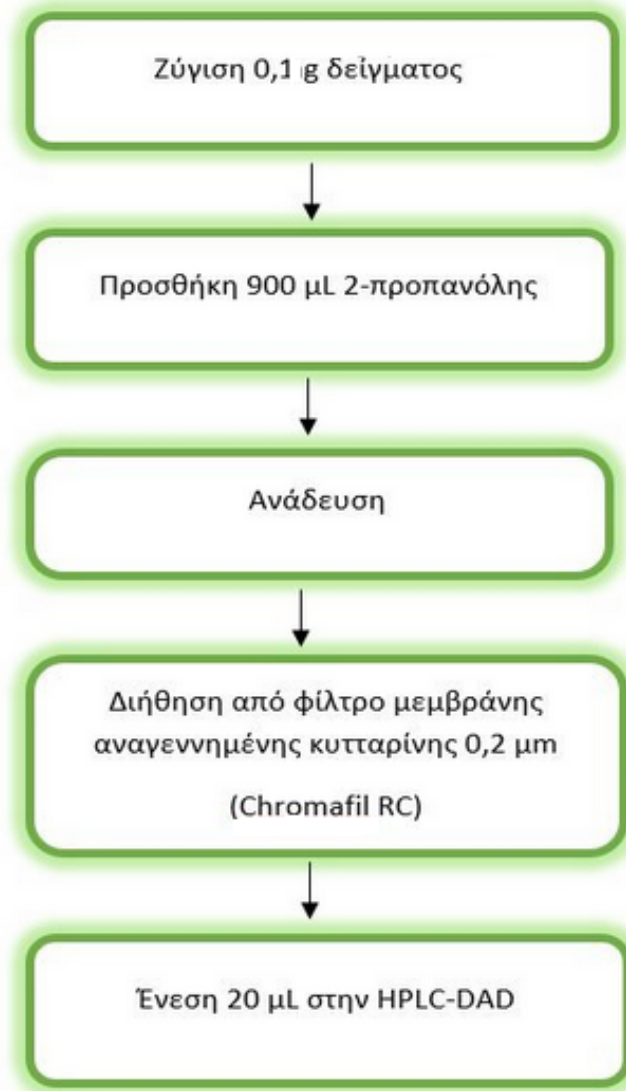 Ζύγιση 0,1 g δείγματος
Προσθήκη 900 μL 2-προπανόλης
Ανάδευση
Διήθηση από φίλτρο μεμβράνης
αναγεννημένης κυτταρίνης 0,2 μm
(Chromafil RC)
Ένεση 20 μL στην HPLC-DAD